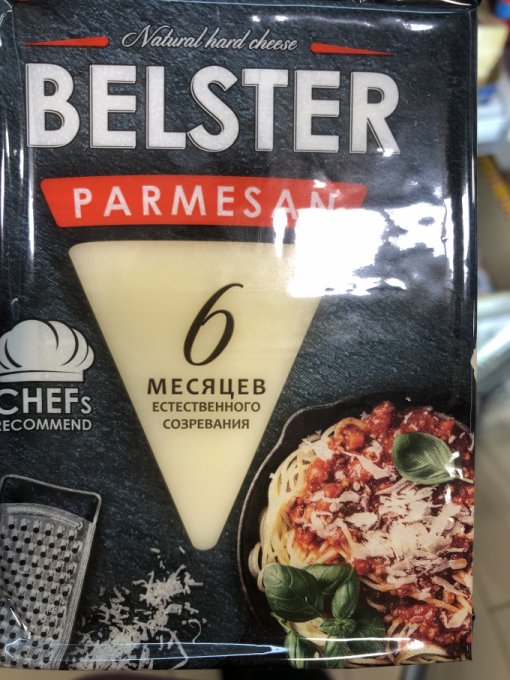 Natural hard cheese
BELSTER
PARMESAN
6
МЕСЯЦЕВ
ЕСТЕСТВЕННОГО
СОЗРЕВАНИЯ
CHEFs
RECOMMEND